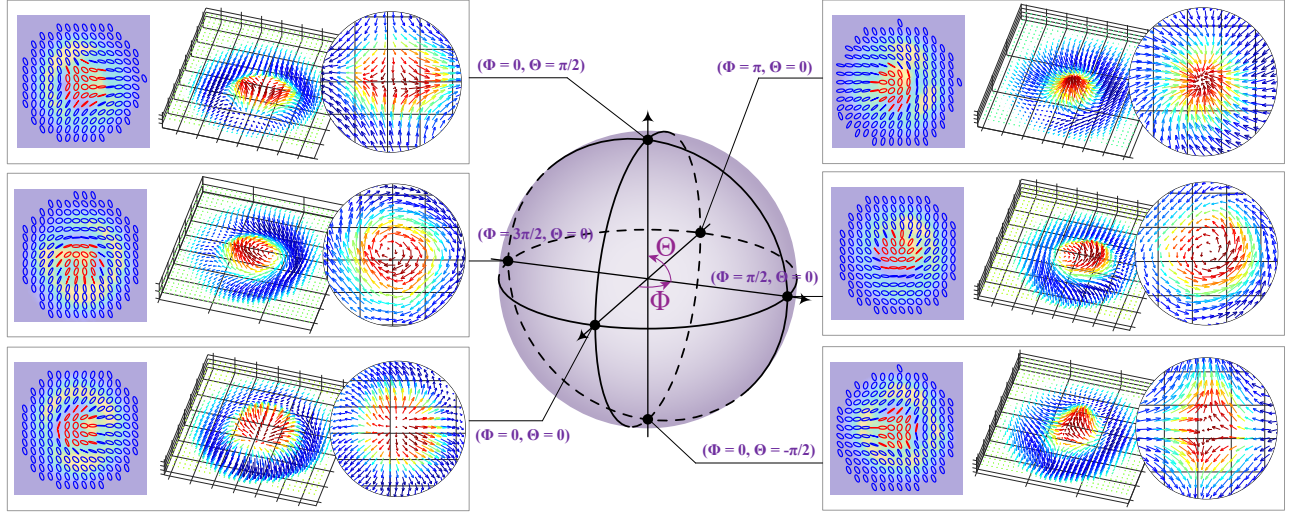 (Φ = 0, Θ = π/2)
(Φ = π, Θ = 0)
(Φ = 3π/2, Θ = 0)
Θ
(Φ = π/2, Θ = 0)
Φ
(Φ = 0, Θ = 0)
(Φ = 0, Θ = -π/2)